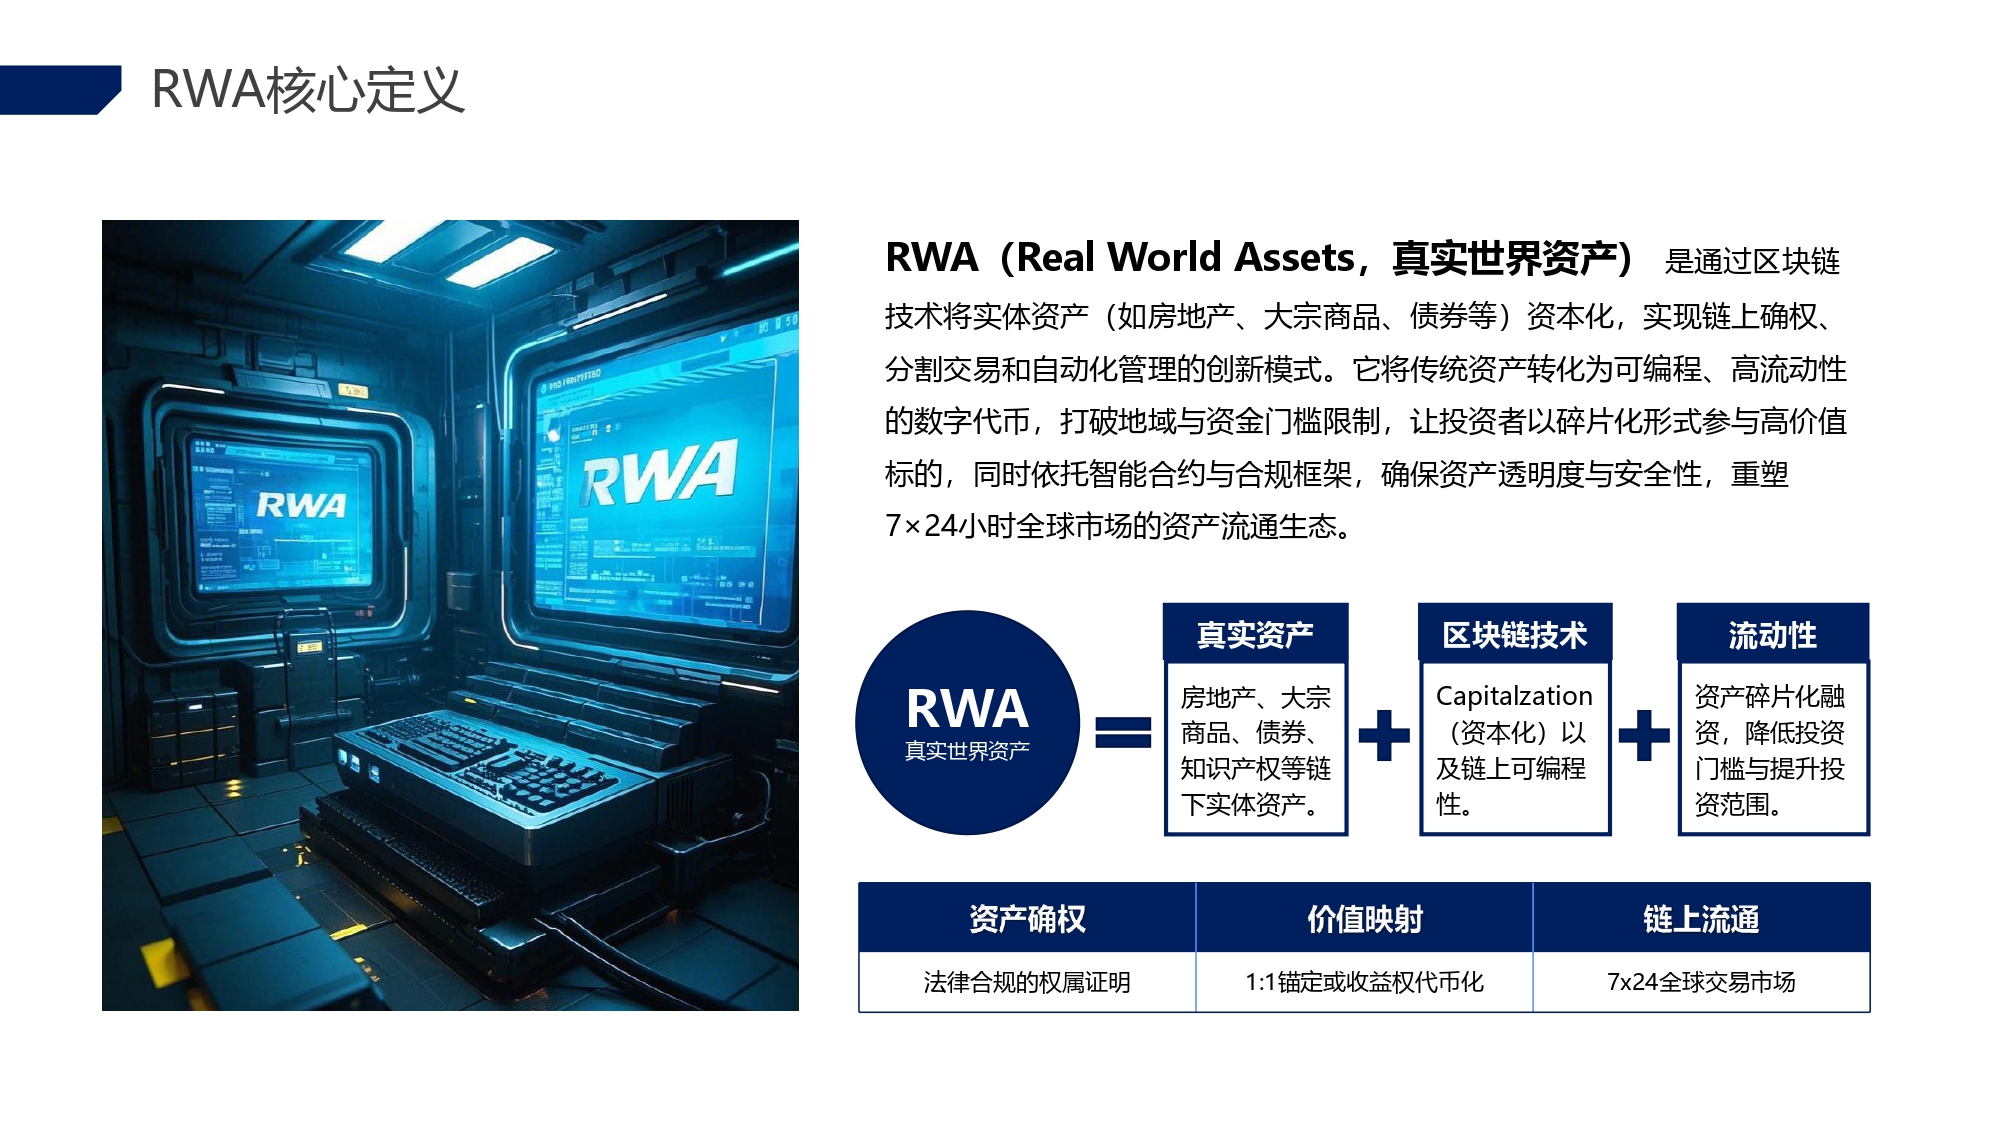 RWA核心定义
RWA
RWA
RWA（Real World Assets，真实世界资产） 是通过区块链
技术将实体资产（如房地产、大宗商品、债券等）资本化，实现链上确权、
分割交易和自动化管理的创新模式。它将传统资产转化为可编程、高流动性
的数字代币，打破地域与资金门槛限制，让投资者以碎片化形式参与高价值
标的，同时依托智能合约与合规框架，确保资产透明度与安全性，重塑
7×24小时全球市场的资产流通生态。
RWA
真实世界资产
=
真实资产
房地产、大宗
商品、债券、
知识产权等链
下实体资产。
+
区块链技术
Capitalzation
（资本化）以
及链上可编程
性。
+
流动性
资产碎片化融
资，降低投资
门槛与提升投
资范围。
资产确权
价值映射
链上流通
法律合规的权属证明
1:1锚定或收益权代币化
7x24全球交易市场